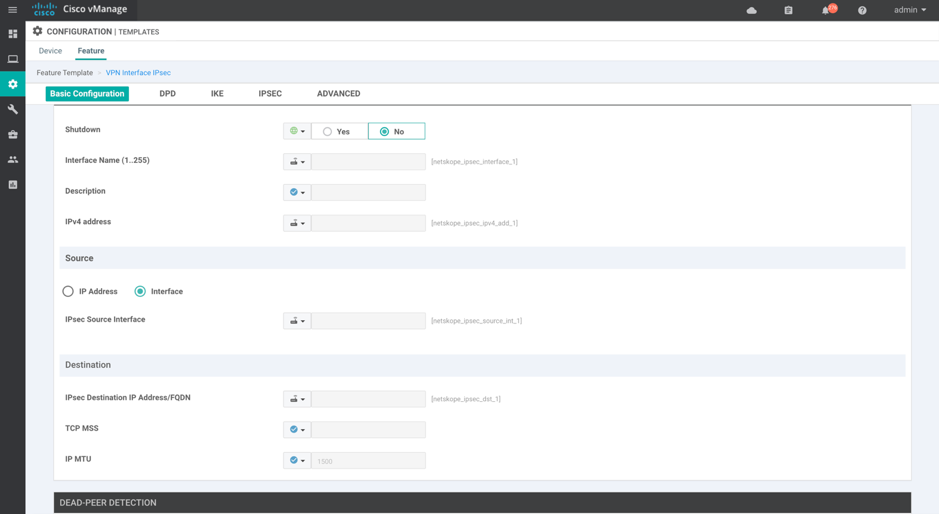 cisco Cisco vManage 279 admin
CONFIGURATION | TEMPLATES
Device Feature
Feature Template > VPN Interface IPsec
Basic Configuration DPD IKE IPSEC ADVANCED
Shutdown Yes No
Interface Name (1..255) [netskope_ipsec_interface_1]
Description
IPv4 address [netskope_ipsec_ipv4_add_1]
Source
IP Address Interface
IPsec Source Interface [netskope_ipsec_source_int_1]
Destination
IPsec Destination IP Address/FQDN [netskope_ipsec_dst_1]
TCP MSS
IP MTU 1500
DEAD-PEER DETECTION